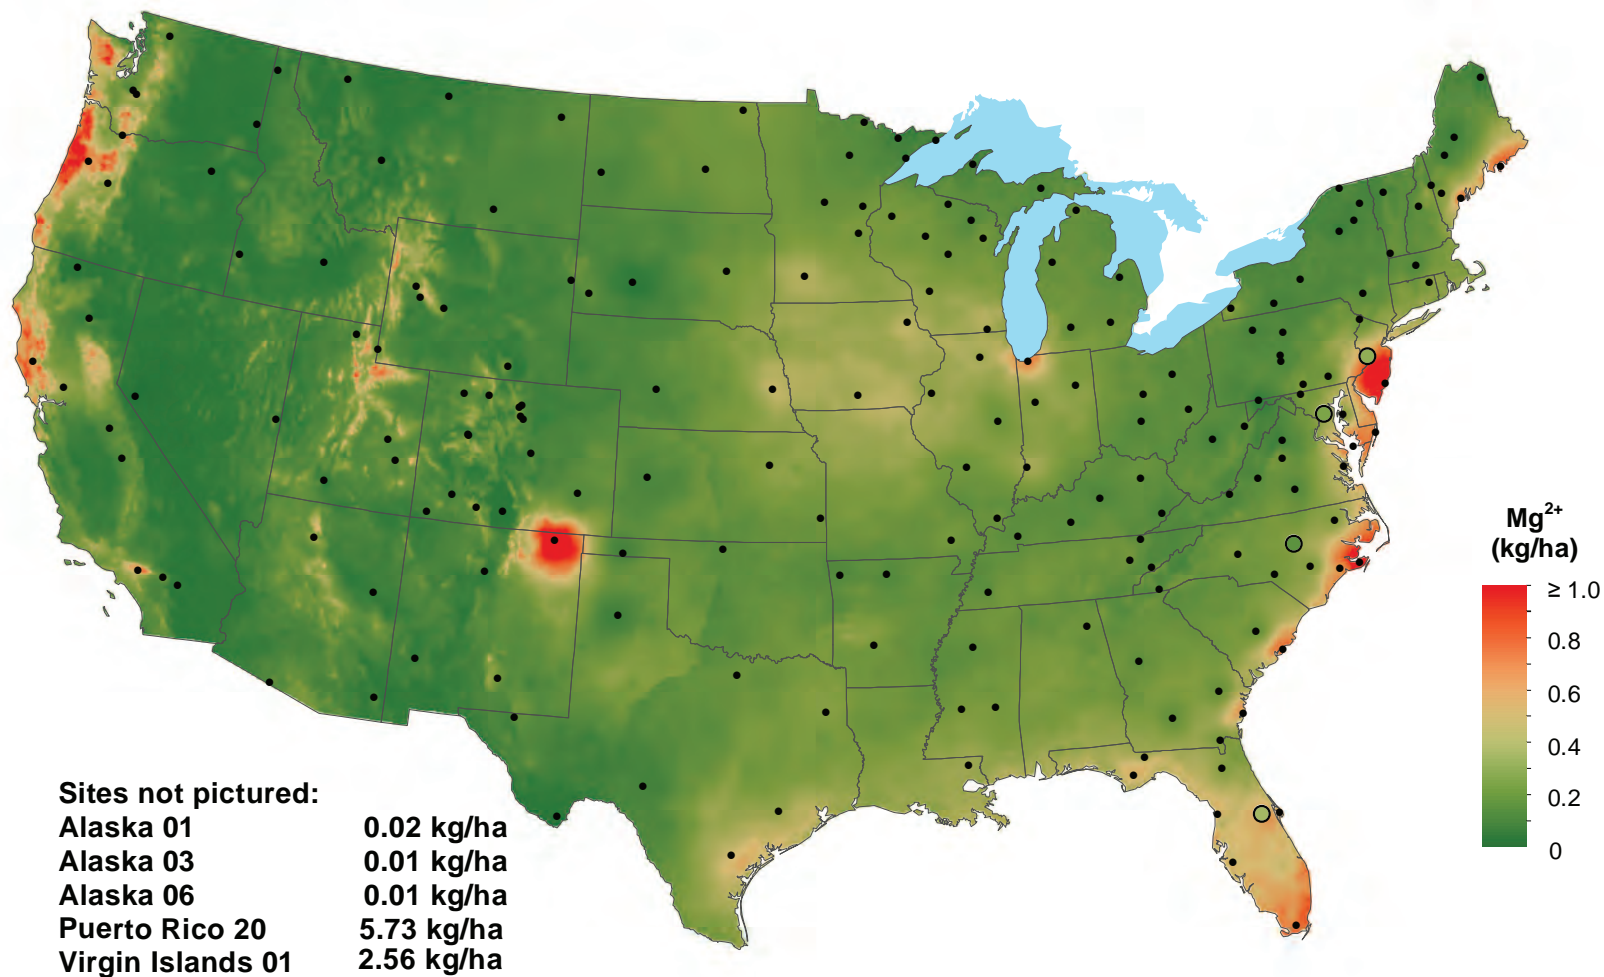 Mg2+
(kg/ha)
≥ 1.0
0.8
0.6
0.4
0.2
0
Sites not pictured:
Alaska 01 0.02 kg/ha
Alaska 03 0.01 kg/ha
Alaska 06 0.01 kg/ha
Puerto Rico 20 5.73 kg/ha
Virgin Islands 01 2.56 kg/ha